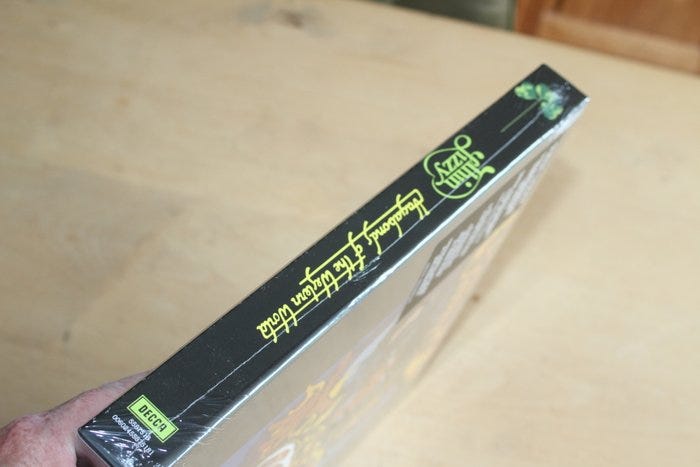 Thin
Lizzy
Vagabonds of the Western World
DECCA